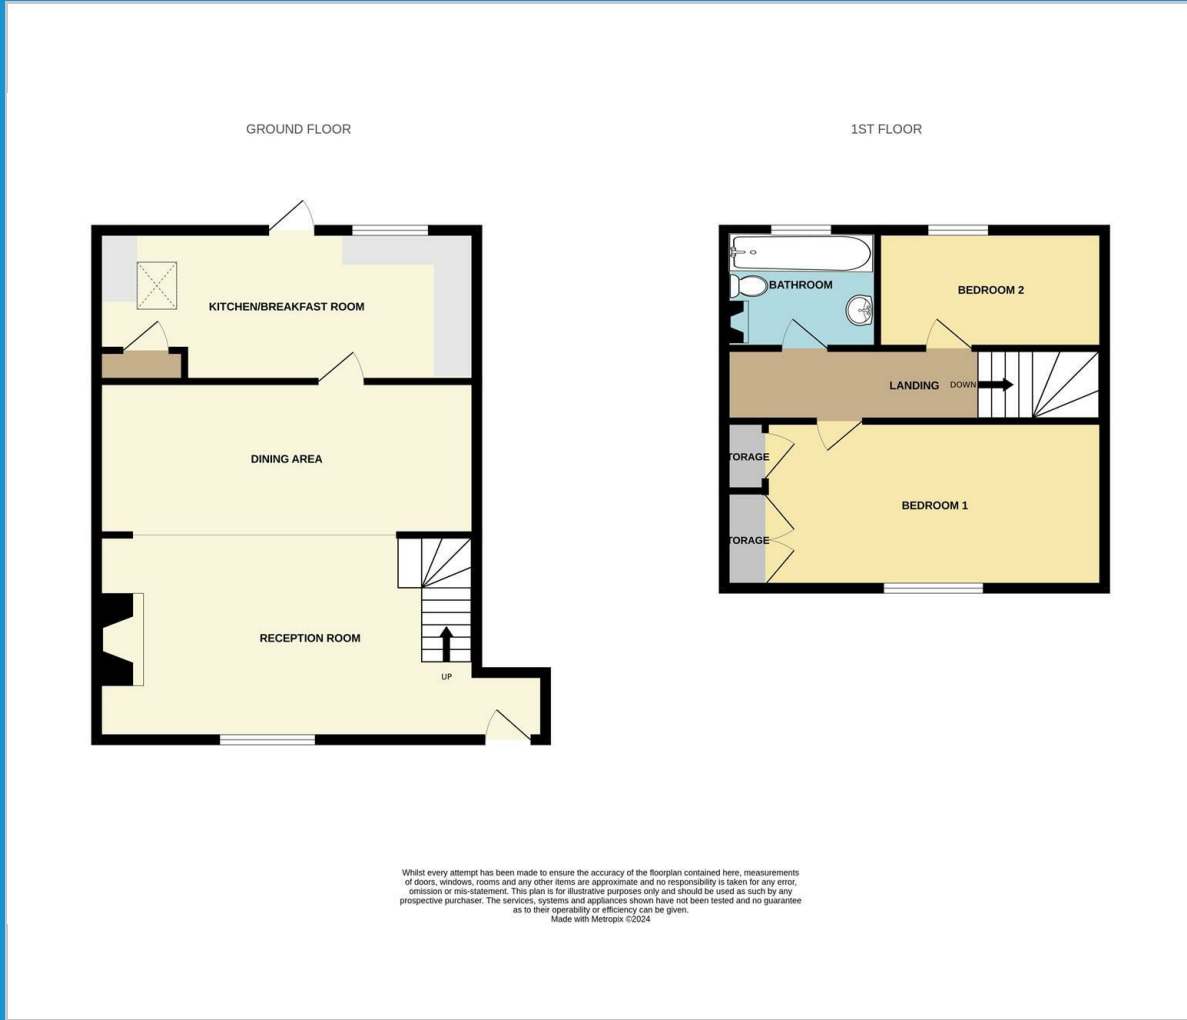 GROUND FLOOR
1ST FLOOR
KITCHEN/BREAKFAST ROOM
DINING AREA
RECEPTION ROOM
UP
BATHROOM
BEDROOM 2
LANDING
DOWN
TORAGE
BEDROOM 1
TORAGE
Whilst every attempt has been made to ensure the accuracy of the floorplan contained here, measurements
of doors, windows, rooms and any other items are approximate and no responsibility is taken for any error,
omission or mis-statement. This plan is for illustrative purposes only and should be used as such by any
prospective purchaser. The services, systems and appliances shown have not been tested and no guarantee
as to their operability or efficiency can be given.
Made with Metropix ©2024